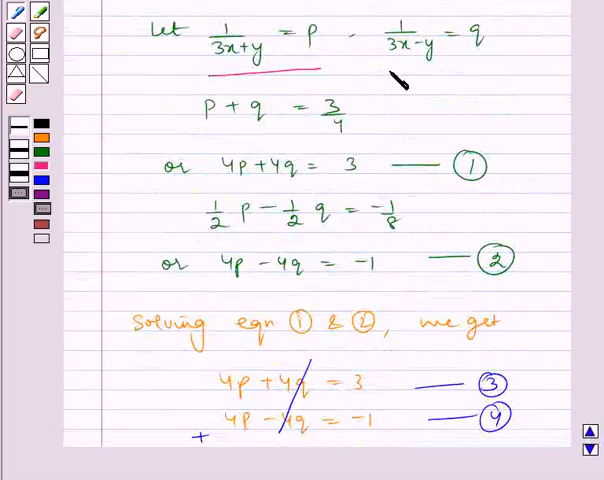 Let 1/(3x+y) = p , 1/(3x-y) = q
p + q = 3/4
or 4p+4q = 3 —— ①
1/2 p - 1/2 q = -1/8
or 4p - 4q = -1 —— ②
Solving eqn ① & ②, we get
4p + 4q = 3 —— ③
+ 4p - 4q = -1 —— ④